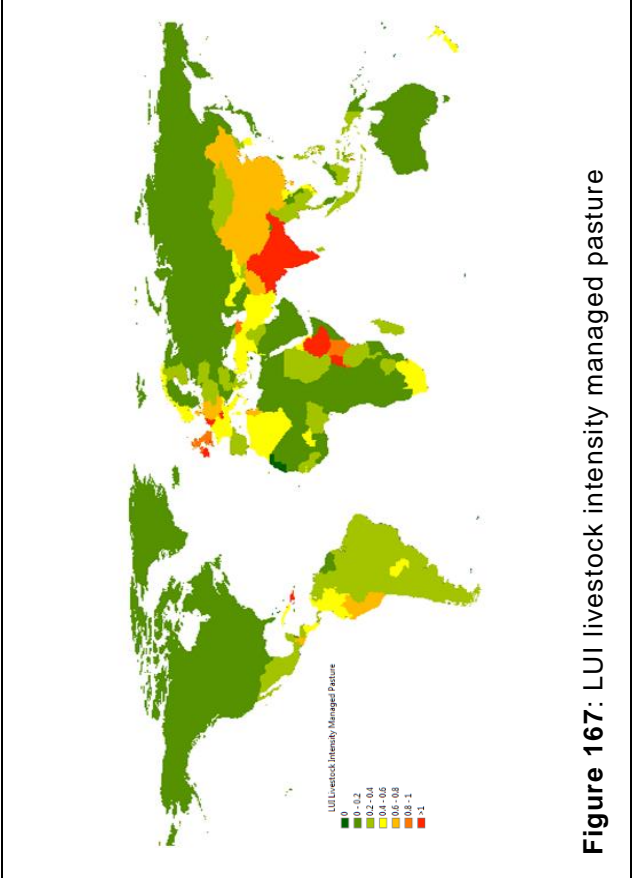 LUI Livestock Intensity Managed Pasture
0
0 - 0.2
0.2 - 0.4
0.4 - 0.6
0.6 - 0.8
0.8 - 1
>1
Figure 167: LUI livestock intensity managed pasture